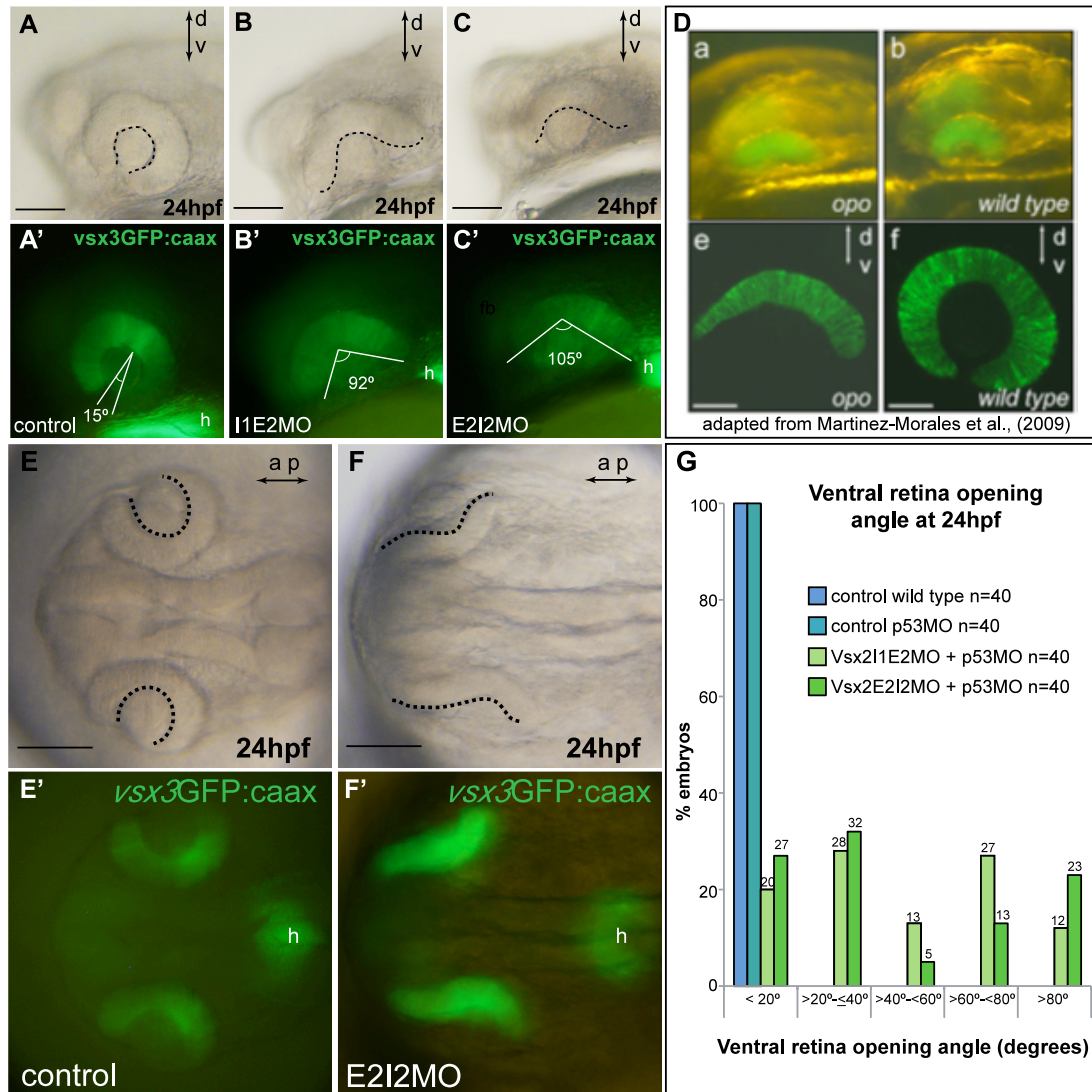 A
d
v
24hpf
B
d
v
24hpf
C
d
v
24hpf
A'
vsx3GFP:caax
15º
control
h
B'
vsx3GFP:caax
92º
h
I1E2MO
C'
vsx3GFP:caax
fb
105º
h
E2I2MO
D
a
opo
b
wild type
e
d
v
opo
f
d
v
wild type
adapted from Martinez-Morales et al., (2009)
E
a p
24hpf
F
a p
24hpf
E'
vsx3GFP:caax
h
control
F'
vsx3GFP:caax
h
E2I2MO
G
Ventral retina opening
angle at 24hpf
control wild type n=40
control p53MO n=40
Vsx2I1E2MO + p53MO n=40
Vsx2E2I2MO + p53MO n=40
% embryos
100
80
60
40
20
0
20
27
28
32
13
5
27
13
12
23
< 20º
>20º-≤40º
>40º-<60º
>60º-<80º
>80º
Ventral retina opening angle (degrees)